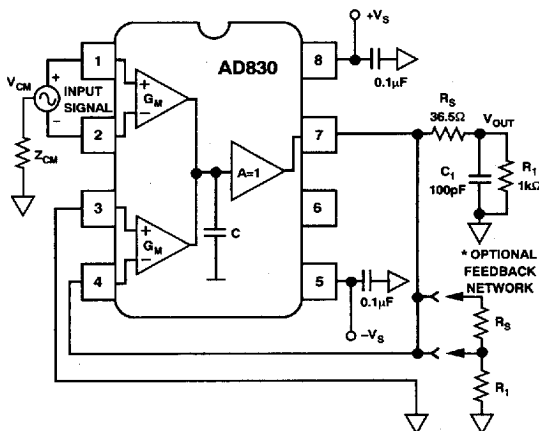 +VS
1
AD830
8
0.1µF
VCM
+
INPUT
SIGNAL
+
GM
−
RS
36.5Ω
VOUT
−
2
7
ZCM
A=1
C1
100pF
R1
1kΩ
3
+
GM
−
C
6
4
5
* OPTIONAL
FEEDBACK
NETWORK
0.1µF
−VS
RS
R1